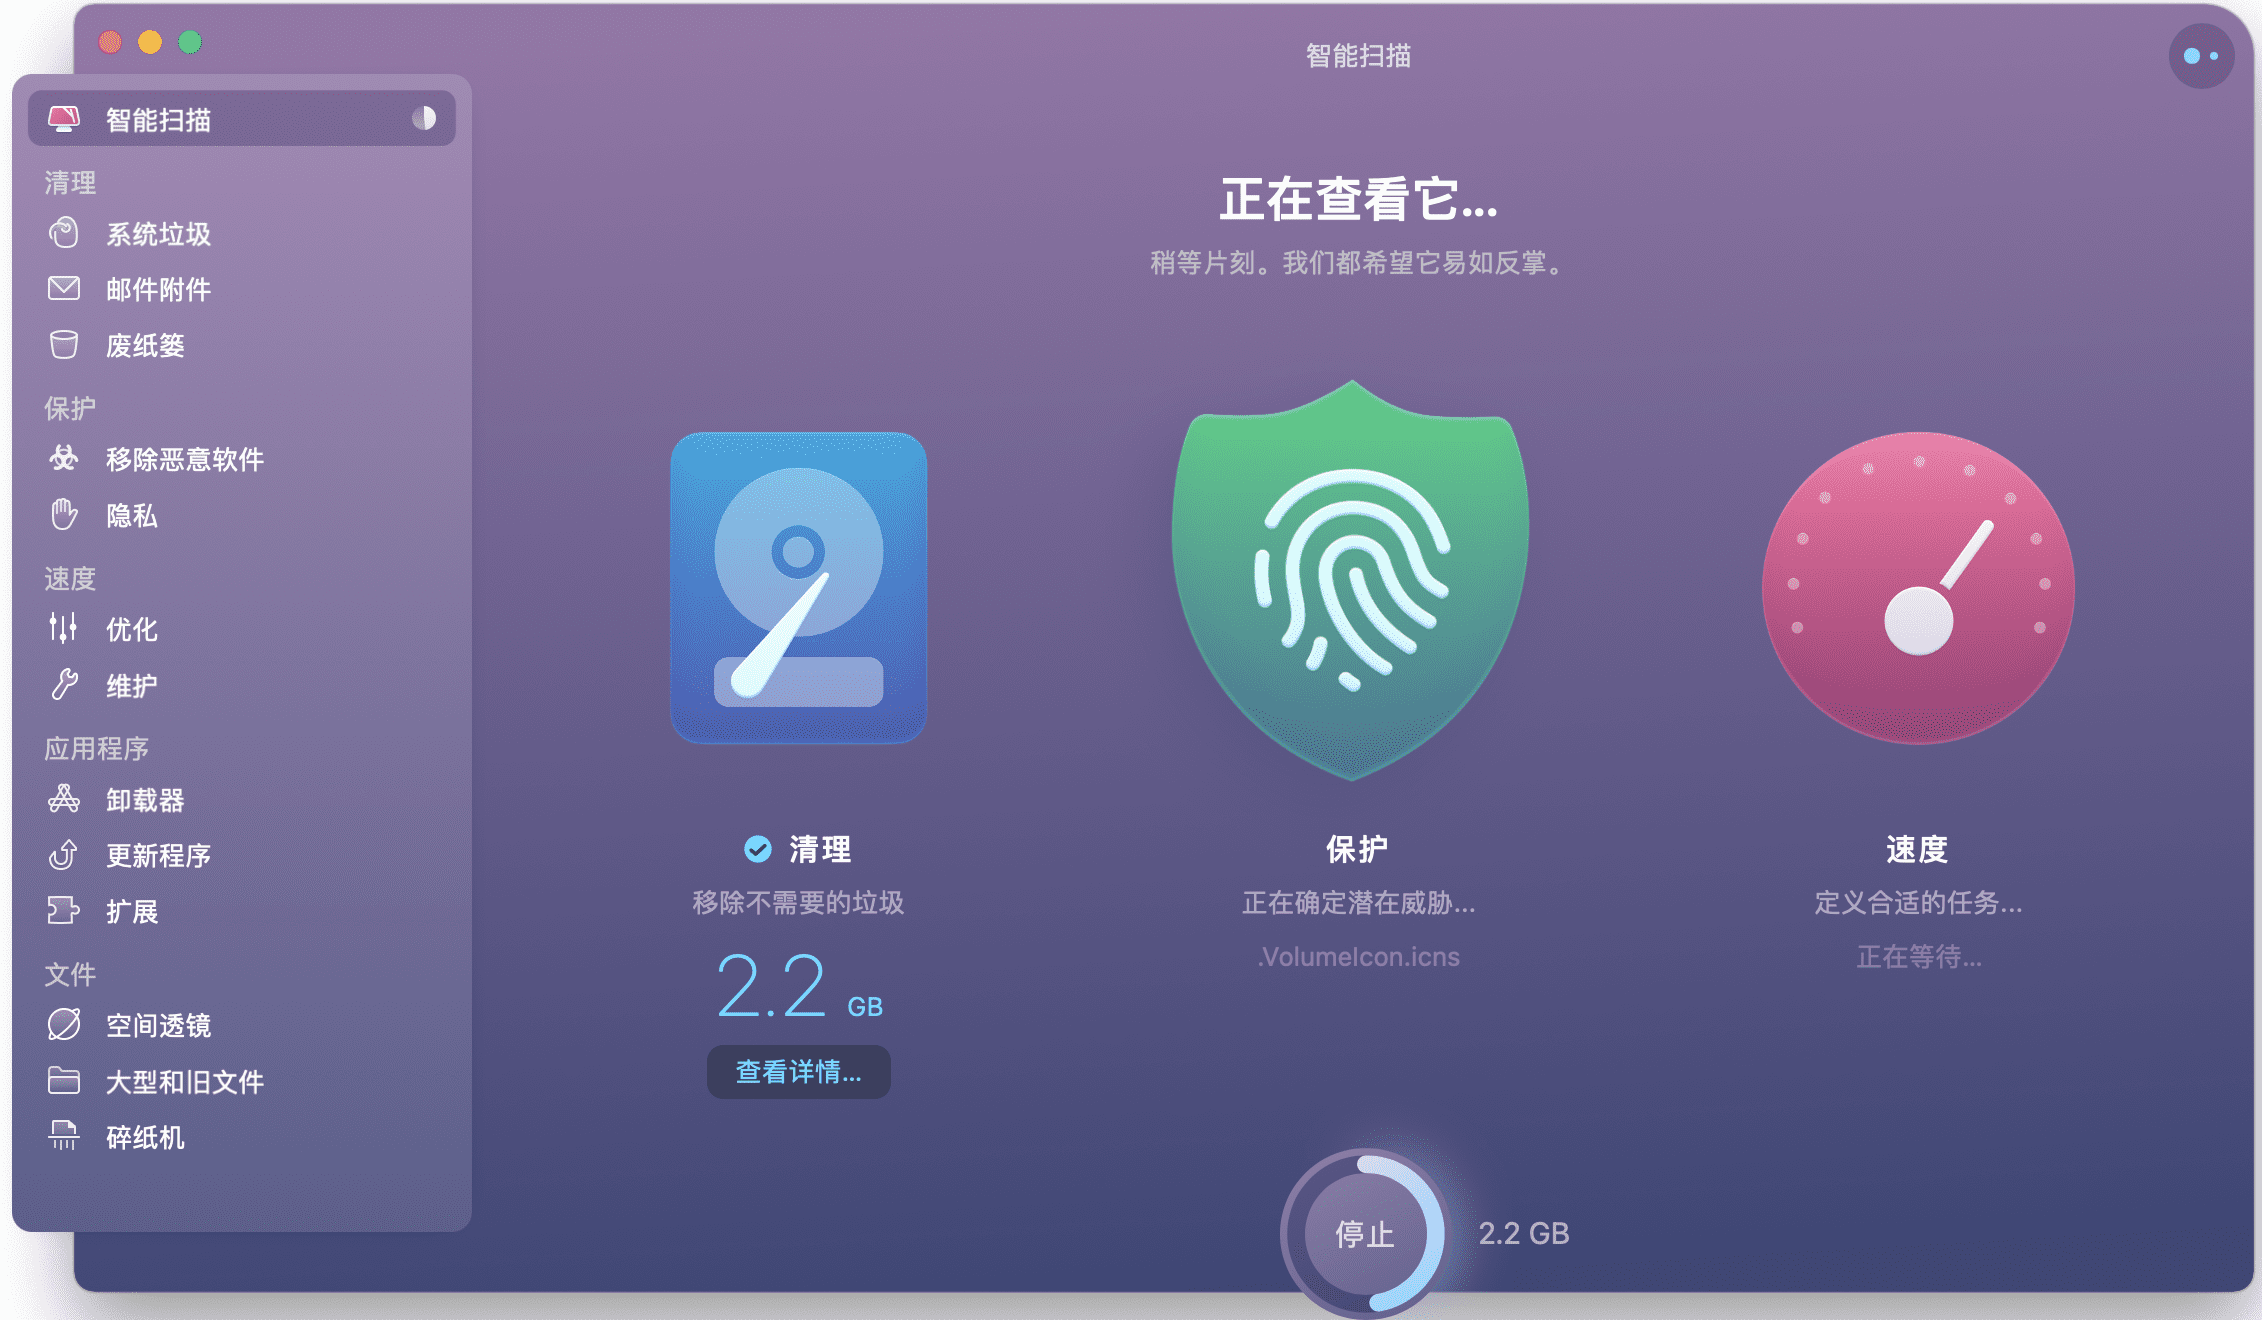 智能扫描
智能扫描
清理
系统垃圾
邮件附件
废纸篓
保护
移除恶意软件
隐私
速度
优化
维护
应用程序
卸载器
更新程序
扩展
文件
空间透镜
大型和旧文件
碎纸机
正在查看它...
稍等片刻。我们都希望它易如反掌。
清理
移除不需要的垃圾
2.2 GB
查看详情...
保护
正在确定潜在威胁...
.VolumeIcon.icns
速度
定义合适的任务...
正在等待...
停止
2.2 GB